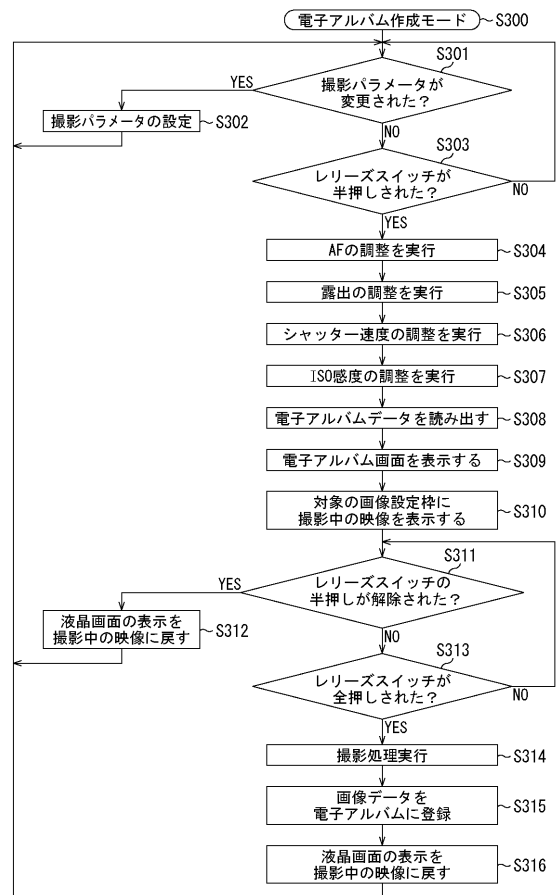 電子アルバム作成モード
S300
S301
撮影パラメータが
変更された?
YES
撮影パラメータの設定
S302
NO
S303
レリーズスイッチが
半押しされた?
NO
YES
AFの調整を実行
S304
露出の調整を実行
S305
シャッター速度の調整を実行
S306
ISO感度の調整を実行
S307
電子アルバムデータを読み出す
S308
電子アルバム画面を表示する
S309
対象の画像設定枠に
撮影中の映像を表示する
S310
S311
レリーズスイッチの
半押しが解除された?
YES
液晶画面の表示を
撮影中の映像に戻す
S312
NO
S313
レリーズスイッチが
全押しされた?
NO
YES
撮影処理実行
S314
画像データを
電子アルバムに登録
S315
液晶画面の表示を
撮影中の映像に戻す
S316